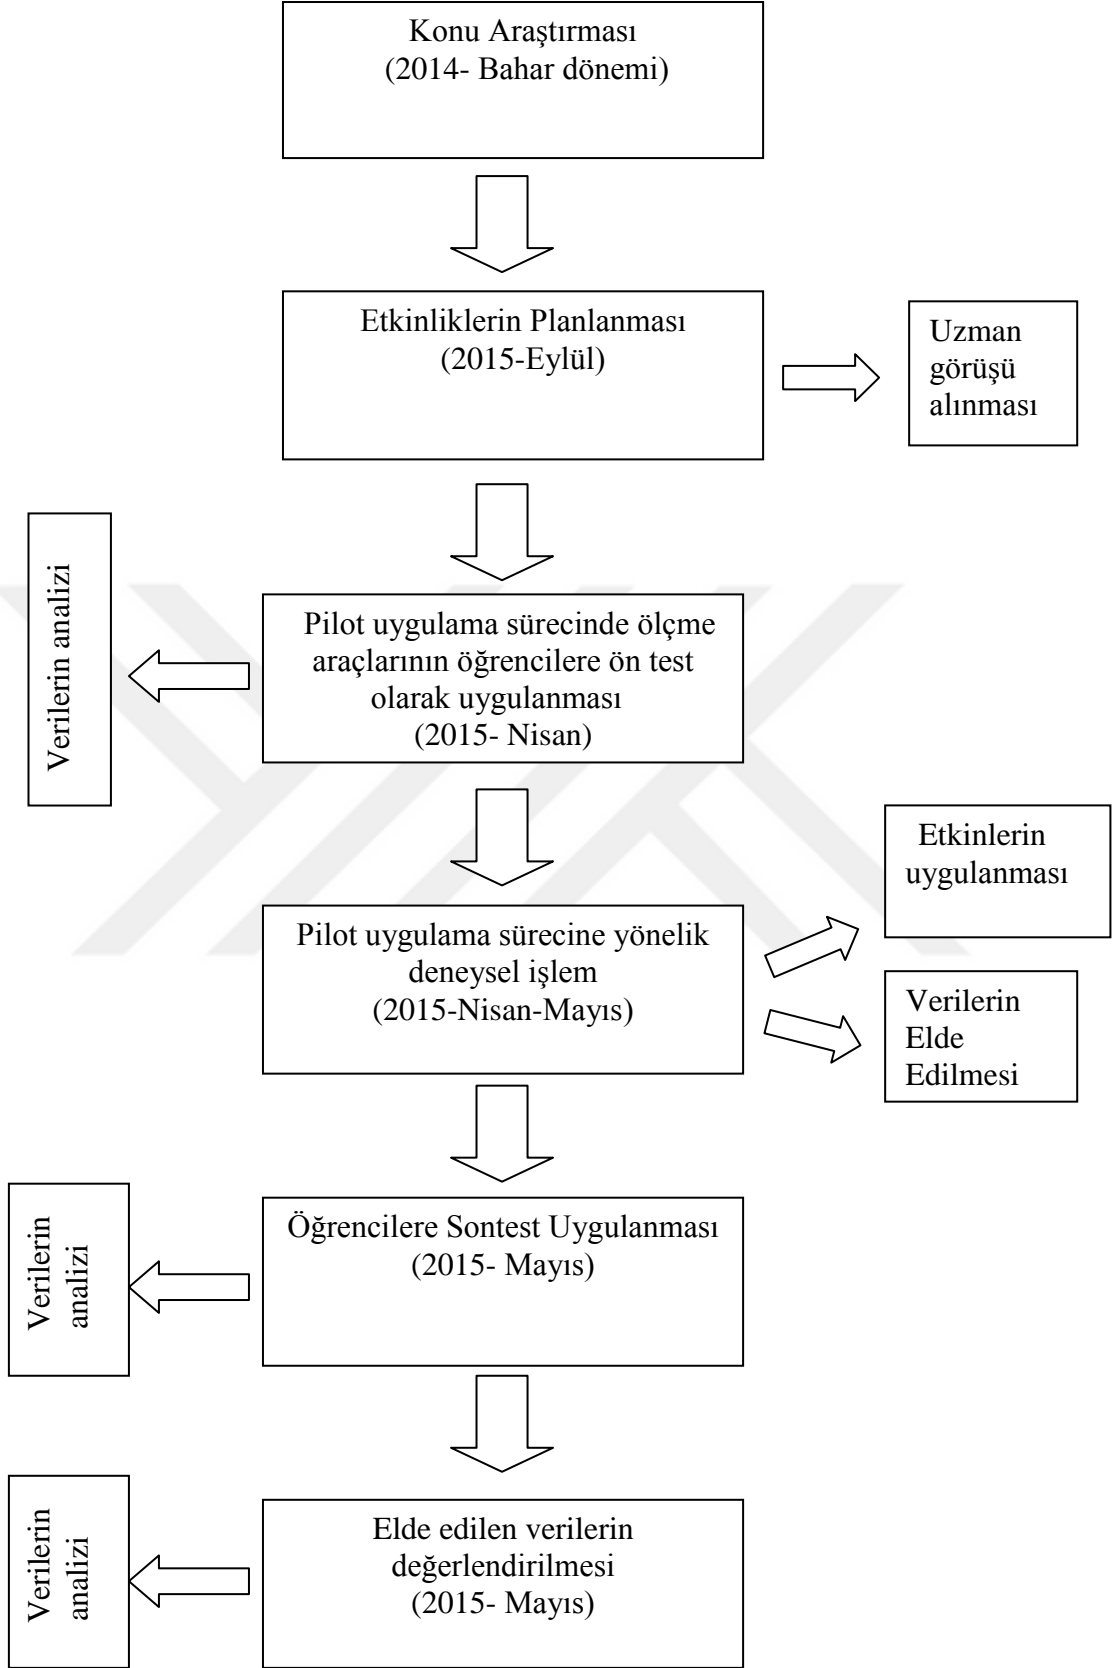 Konu Araştırması
(2014- Bahar dönemi)
Etkinliklerin Planlanması
(2015-Eylül)
Uzman
görüşü
alınması
Verilerin analizi
Pilot uygulama sürecinde ölçme
araçlarının öğrencilere ön test
olarak uygulanması
(2015- Nisan)
Etkinlerin
uygulanması
Pilot uygulama sürecine yönelik
deneysel işlem
(2015-Nisan-Mayıs)
Verilerin
Elde
Edilmesi
Verilerin
analizi
Öğrencilere Sontest Uygulanması
(2015- Mayıs)
Verilerin
analizi
Elde edilen verilerin
değerlendirilmesi
(2015- Mayıs)